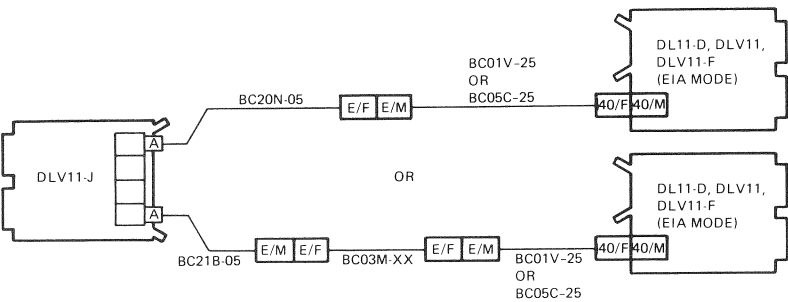 DL11-D, DLV11,
DLV11-F
(EIA MODE)
BC01V-25
OR
BC05C-25
BC20N-05
E/F E/M
40/F 40/M
A
DLV11-J
OR
A
DL11-D, DLV11,
DLV11-F
(EIA MODE)
BC21B-05
E/M E/F
BC03M-XX
E/F E/M
40/F 40/M
BC01V-25
OR
BC05C-25